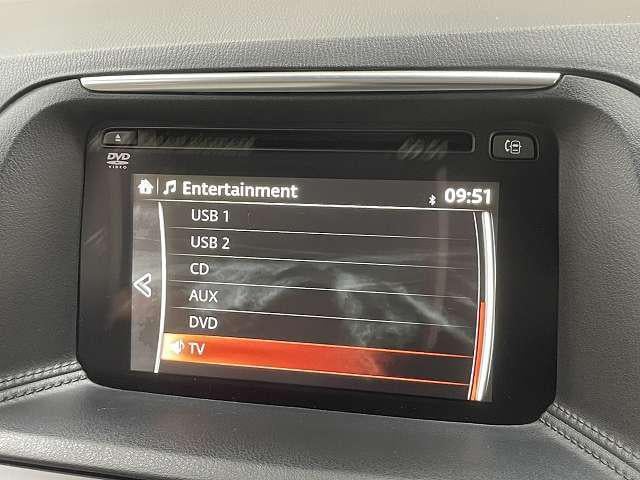 DVD
VIDEO
Entertainment
09:51
USB 1
USB 2
CD
AUX
DVD
TV